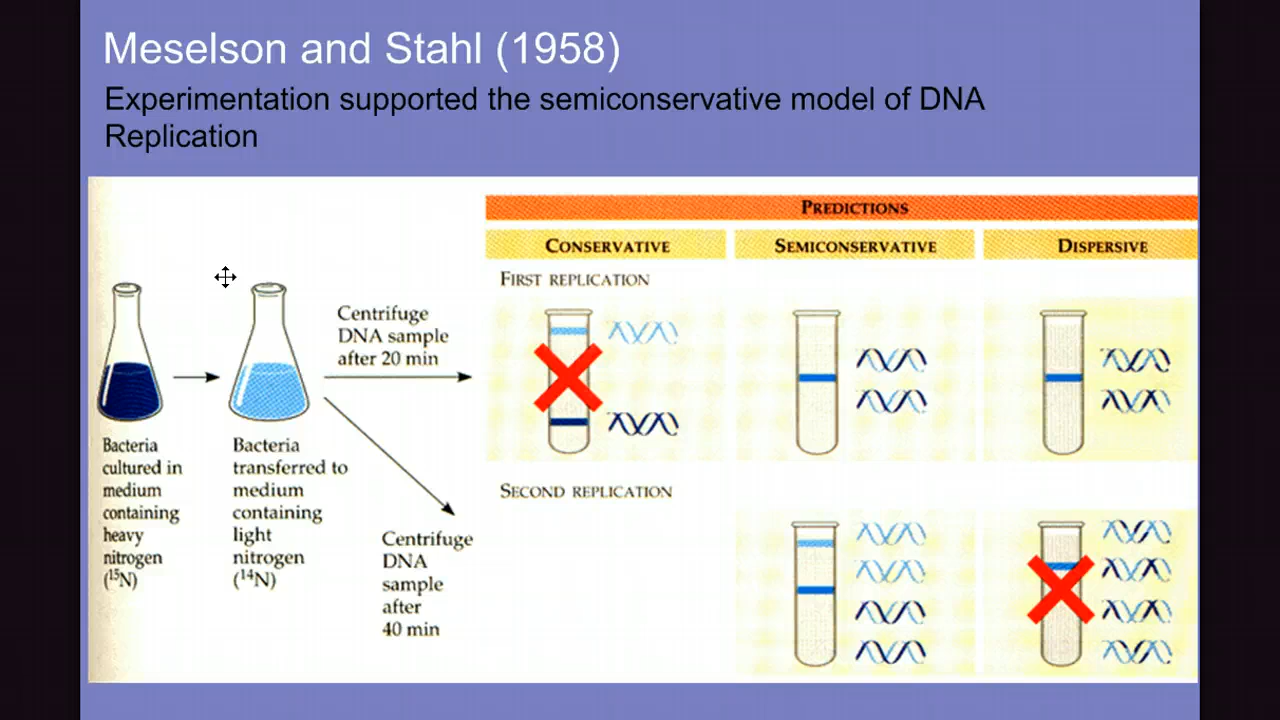 Meselson and Stahl (1958)
Experimentation supported the semiconservative model of DNA
Replication
PREDICTIONS
CONSERVATIVE
SEMICONSERVATIVE
DISPERSIVE
FIRST REPLICATION
Centrifuge
DNA sample
after 20 min
Bacteria
cultured in
medium
containing
heavy
nitrogen
(¹⁵N)
Bacteria
transferred to
medium
containing
light
nitrogen
(¹⁴N)
SECOND REPLICATION
Centrifuge
DNA
sample
after
40 min